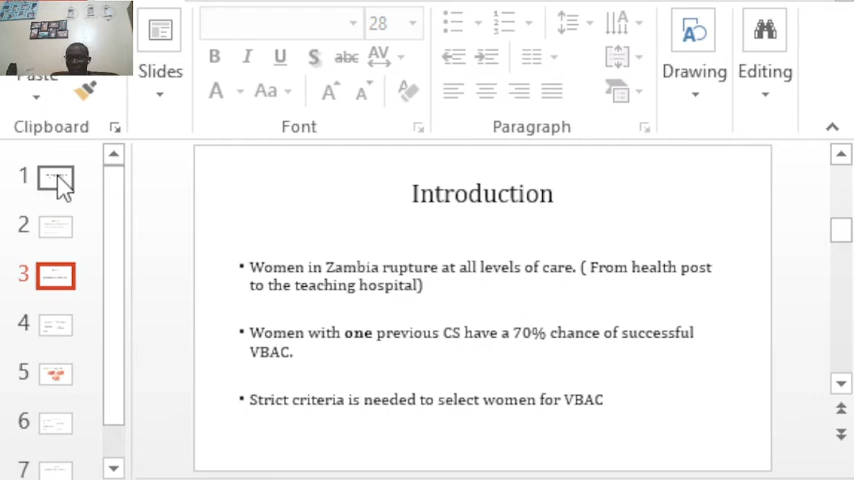 28
Paste
B I U S abc AV
A Aa A A
Slides
Drawing
Editing
Clipboard
Font
Paragraph
1
2
3
4
5
6
7
Introduction
▪ Women in Zambia rupture at all levels of care. ( From health post
to the teaching hospital)
▪ Women with one previous CS have a 70% chance of successful
VBAC.
▪ Strict criteria is needed to select women for VBAC